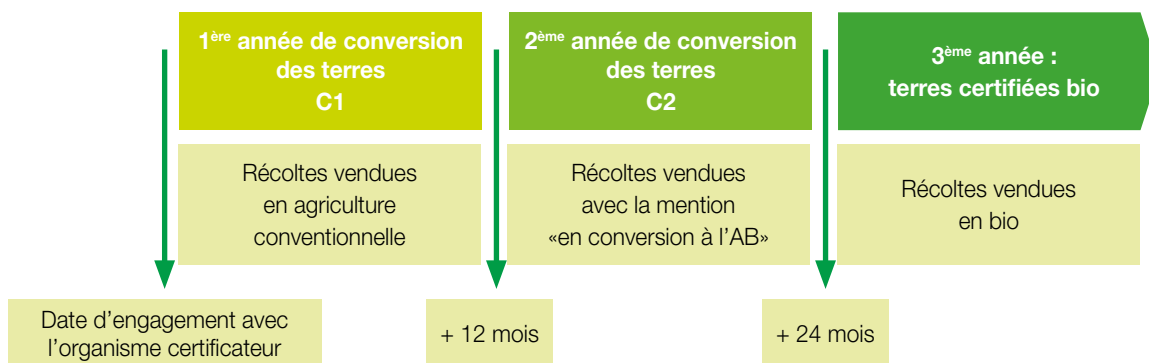 1ère année de conversion
des terres
C1
2ème année de conversion
des terres
C2
3ème année :
terres certifiées bio
Récoltes vendues
en agriculture
conventionnelle
Récoltes vendues
avec la mention
«en conversion à l’AB»
Récoltes vendues
en bio
Date d’engagement avec
l’organisme certificateur
+ 12 mois
+ 24 mois